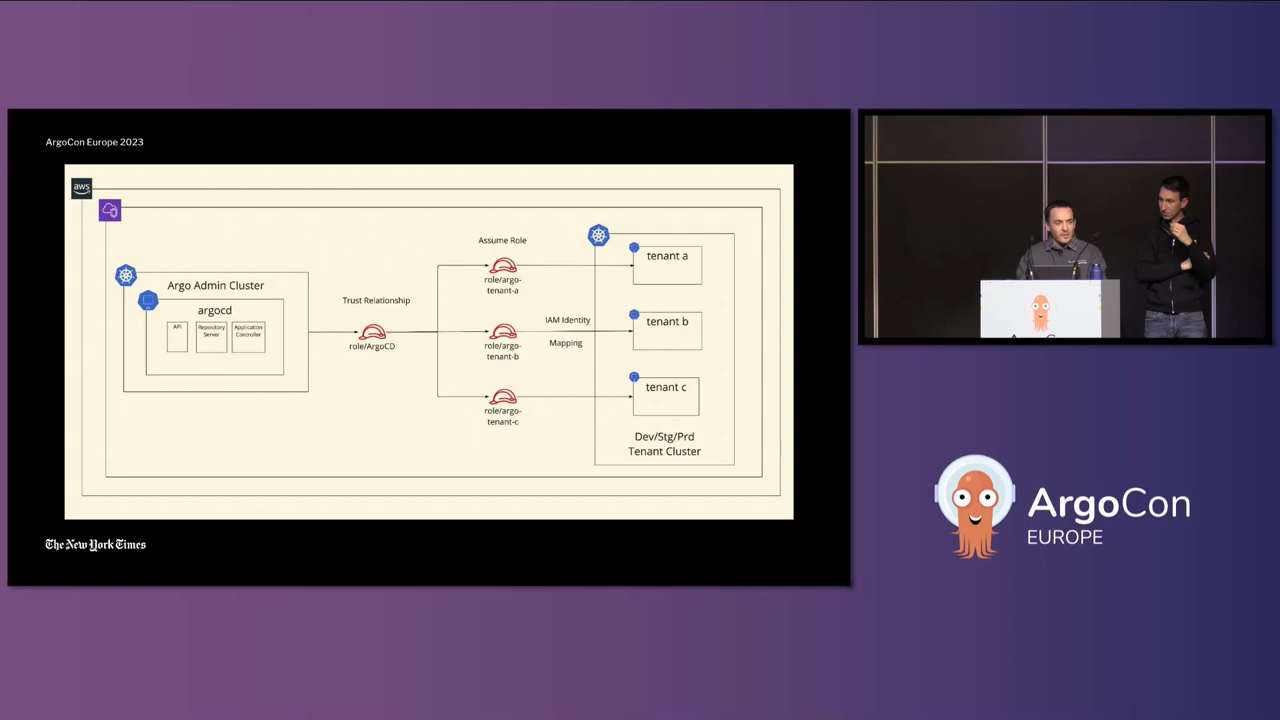 ArgoCon Europe 2023
aws
Argo Admin Cluster
argocd
API
Repository
Server
Application
Controller
Trust Relationship
role/ArgoCD
Assume Role
role/argo-
tenant-a
role/argo-
tenant-b
role/argo-
tenant-c
IAM Identity
Mapping
tenant a
tenant b
tenant c
Dev/Stg/Prd
Tenant Cluster
The New York Times
ArgoCon
EUROPE